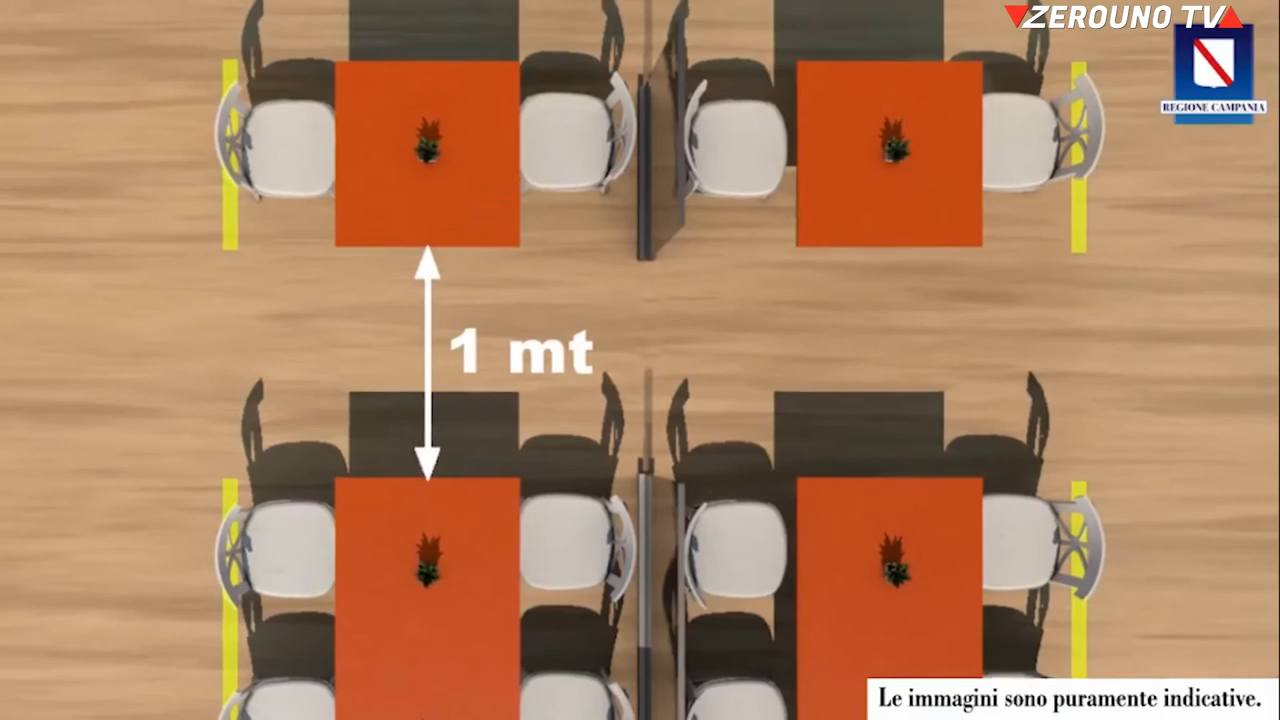 ZEROUNO TV
REGIONE CAMPANIA
1 mt
Le immagini sono puramente indicative.